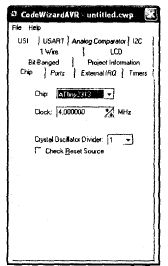 CodeWizardAVR - untitled.cwp
File Help
USI USART Analog Comparator I2C
1 Wire LCD
Bit-Banged Project Information
Chip Ports External IRQ Timers
Chip: ATtiny2313
Clock: 4,000000 MHz
Crystal Oscillator Divider: 1
Check Reset Source